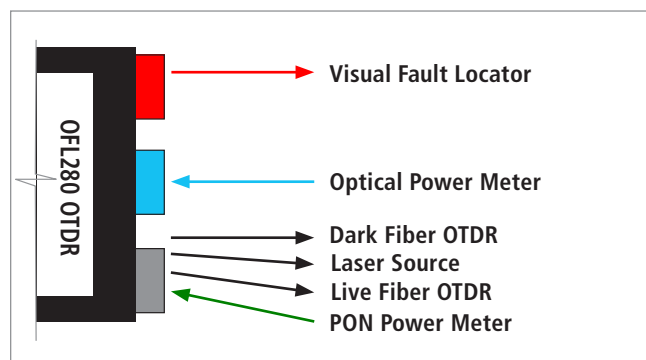 OFL280 OTDR
Visual Fault Locator
Optical Power Meter
Dark Fiber OTDR
Laser Source
Live Fiber OTDR
PON Power Meter